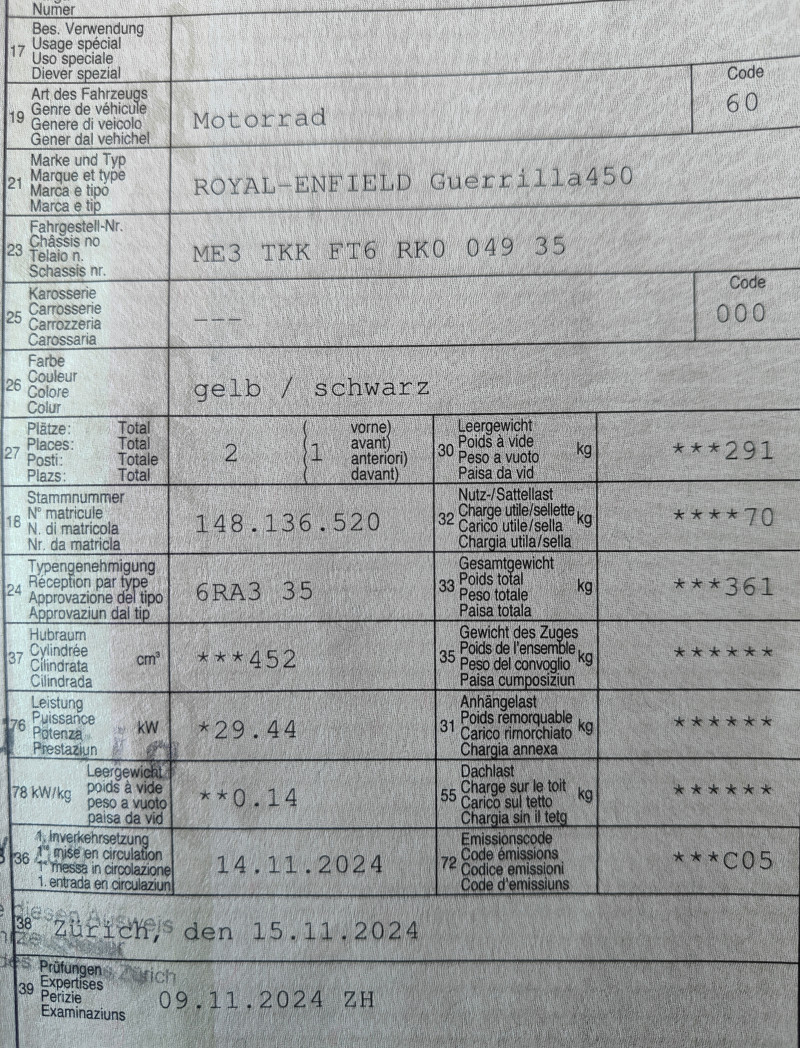 Numer
17 Bes. Verwendung
Usage spécial
Uso speciale
Diever spezial
19 Art des Fahrzeugs
Genre de véhicule
Genere di veicolo
Gener dal vehichel
Motorrad
Code
60
21 Marke und Typ
Marque et type
Marca e tipo
Marca e tip
ROYAL-ENFIELD Guerrilla450
23 Fahrgestell-Nr.
Châssis no
Telaio n.
Schassis nr.
ME3 TKK FT6 RK0 049 35
25 Karosserie
Carrosserie
Carrozzeria
Carossaria
---
Code
000
26 Farbe
Couleur
Colore
Colur
gelb / schwarz
27 Plätze: Total
Places: Total
Posti: Totale
Plazs: Total
2
(1 vorne)
avant)
anteriori)
davant)
30 Leergewicht
Poids à vide
Peso a vuoto
Paisa da vid
kg
***291
18 Stammnummer
N° matricule
N. di matricola
Nr. da matricla
148.136.520
32 Nutz-/Sattellast
Charge utile/sellette
Carico utile/sella
Chargia utila/sella
kg
****70
24 Typengenehmigung
Réception par type
Approvazione del tipo
Approvaziun dal tip
6RA3 35
33 Gesamtgewicht
Poids total
Peso totale
Paisa totala
kg
***361
37 Hubraum
Cylindrée
Cilindrata
Cilindrada
cm³
***452
35 Gewicht des Zuges
Poids de l'ensemble
Peso del convoglio
Paisa cumposiziun
kg
******
76 Leistung
Puissance
Potenza
Prestaziun
kW
*29.44
31 Anhängelast
Poids remorquable
Carico rimorchiato
Chargia annexa
kg
******
78 kW/kg Leergewicht
poids à vide
peso a vuoto
paisa da vid
**0.14
55 Dachlast
Charge sur le toit
Carico sul tetto
Chargia sin il tetg
kg
******
36 1. Inverkehrsetzung
1re mise en circulation
1a messa in circolazione
1. entrada en circulaziun
14.11.2024
72 Emissionscode
Code émissions
Codice emissioni
Code d'emissiuns
***C05
diesen Ausweis
38 Zürich, den 15.11.2024
Zürich
39 Prüfungen
Expertises
Perizie
Examinaziuns
09.11.2024 ZH